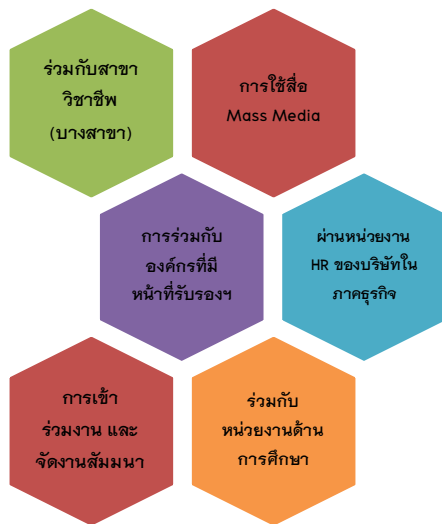 ร่วมกับสาขา
วิชาชีพ
(บางสาขา)
การใช้สื่อ
Mass Media
การร่วมกับ
องค์กรที่มี
หน้าที่รับรองฯ
ผ่านหน่วยงาน
HR ของบริษัทใน
ภาคธุรกิจ
การเข้า
ร่วมงาน และ
จัดงานสัมมนา
ร่วมกับ
หน่วยงานด้าน
การศึกษา